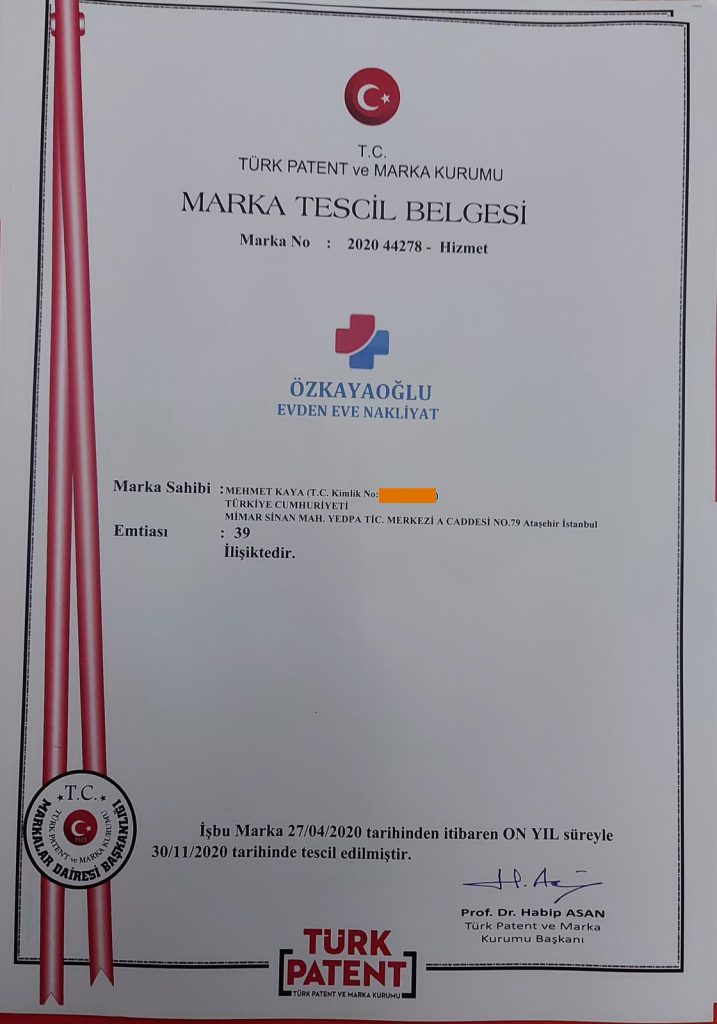 T.C.
TÜRK PATENT ve MARKA KURUMU
MARKA TESCİL BELGESİ
Marka No : 2020 44278 - Hizmet
ÖZKAYAOĞLU
EVDEN EVE NAKLİYAT
Marka Sahibi : MEHMET KAYA (T.C. Kimlik No: )
TÜRKİYE CUMHURİYETİ
MİMAR SİNAN MAH. YEDPA TİC. MERKEZİ A CADDESİ NO.79 Ataşehir İstanbul
Emtiası : 39
İlişiktedir.
T.C.
TÜRK PATENT ve MARKA KURUMU
MARKALAR DAİRESİ BAŞKANLIĞI
İşbu Marka 27/04/2020 tarihinden itibaren ON YIL süreyle
30/11/2020 tarihinde tescil edilmiştir.
Prof. Dr. Habip ASAN
Türk Patent ve Marka
Kurumu Başkanı
TÜRK
PATENT
TÜRK PATENT VE MARKA KURUMU